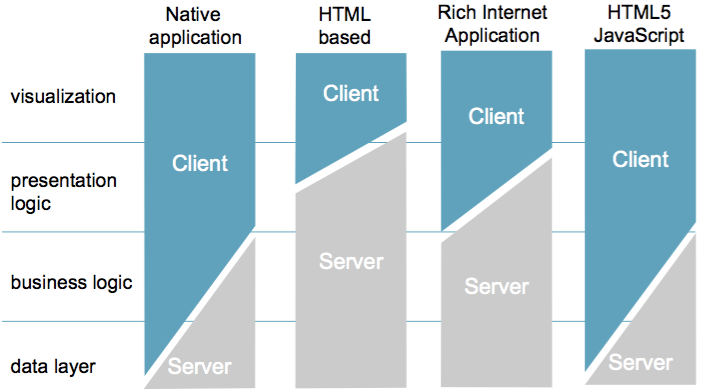 Native
application
HTML
based
Rich Internet
Application
HTML5
JavaScript
visualization
Client
Client
Client
Client
presentation
logic
business logic
Server
Server
data layer
Server
Server